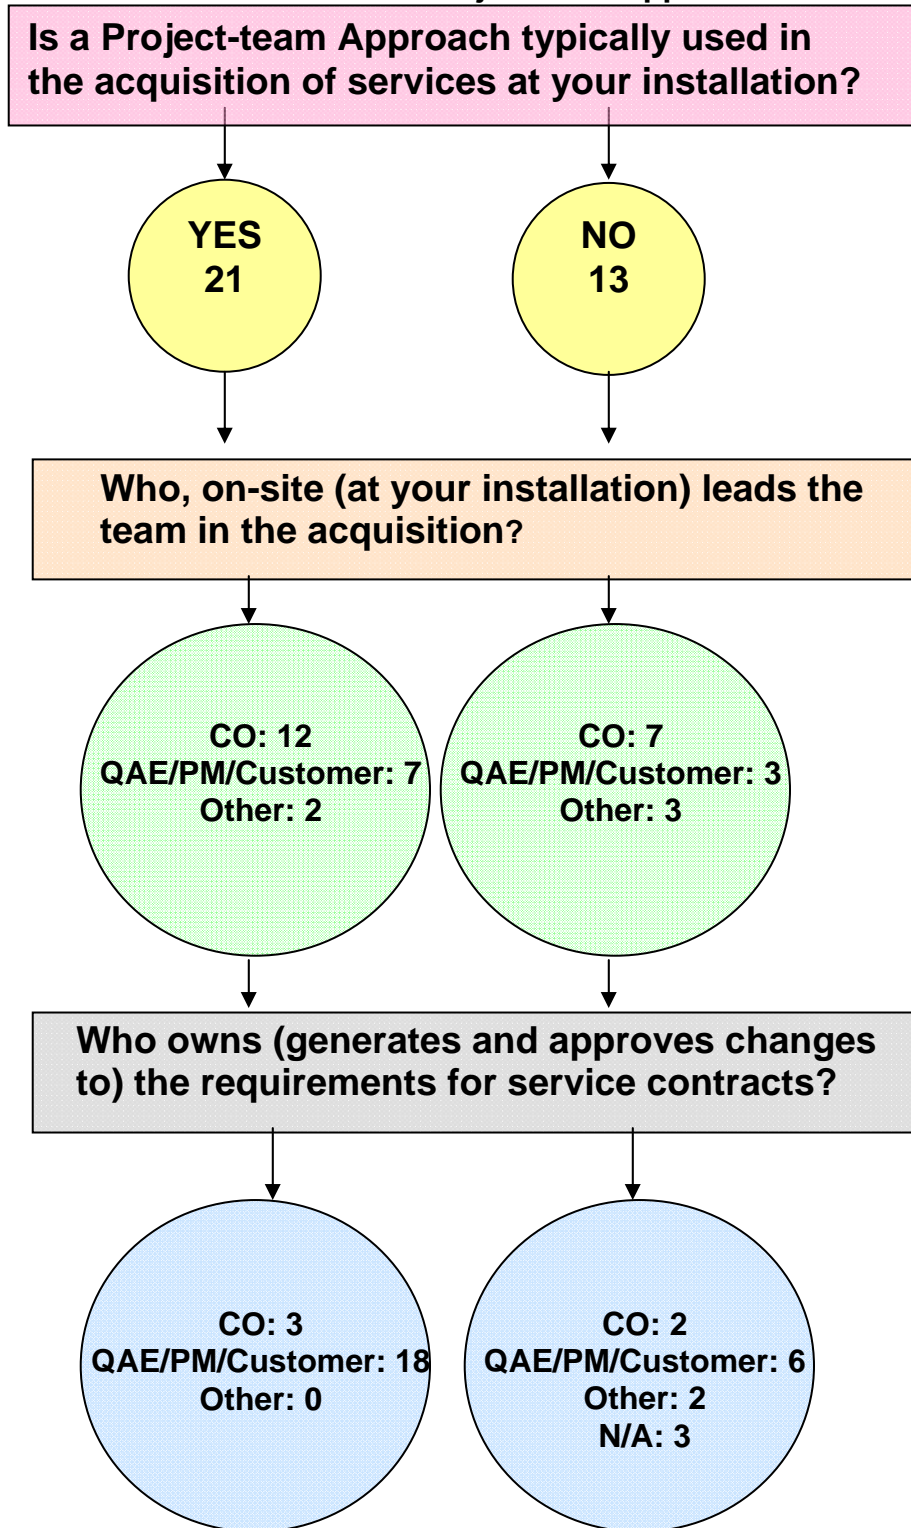 Is a Project-team Approach typically used in
the acquisition of services at your installation?
YES
21
NO
13
Who, on-site (at your installation) leads the
team in the acquisition?
CO: 12
QAE/PM/Customer: 7
Other: 2
CO: 7
QAE/PM/Customer: 3
Other: 3
Who owns (generates and approves changes
to) the requirements for service contracts?
CO: 3
QAE/PM/Customer: 18
Other: 0
CO: 2
QAE/PM/Customer: 6
Other: 2
N/A: 3